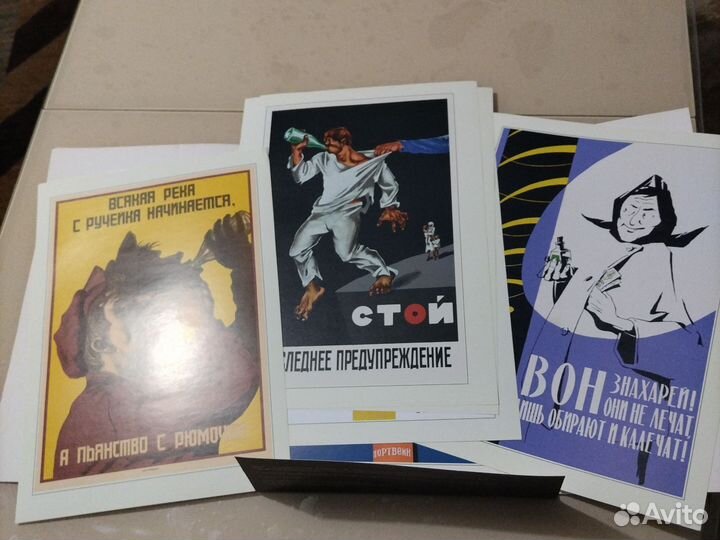 ВСЯКАЯ РЕКА
С РУЧЕЙКА НАЧИНАЕТСЯ,
А ПЬЯНСТВО С РЮМОЧ
СТОЙ
СЛЕДНЕЕ ПРЕДУПРЕЖДЕНИЕ
ПОРТВЕЙН
ВОН ЗНАХАРЕЙ!
ОНИ НЕ ЛЕЧАТ,
ЛИШЬ ОБИРАЮТ И КАЛЕЧАТ!
Avito